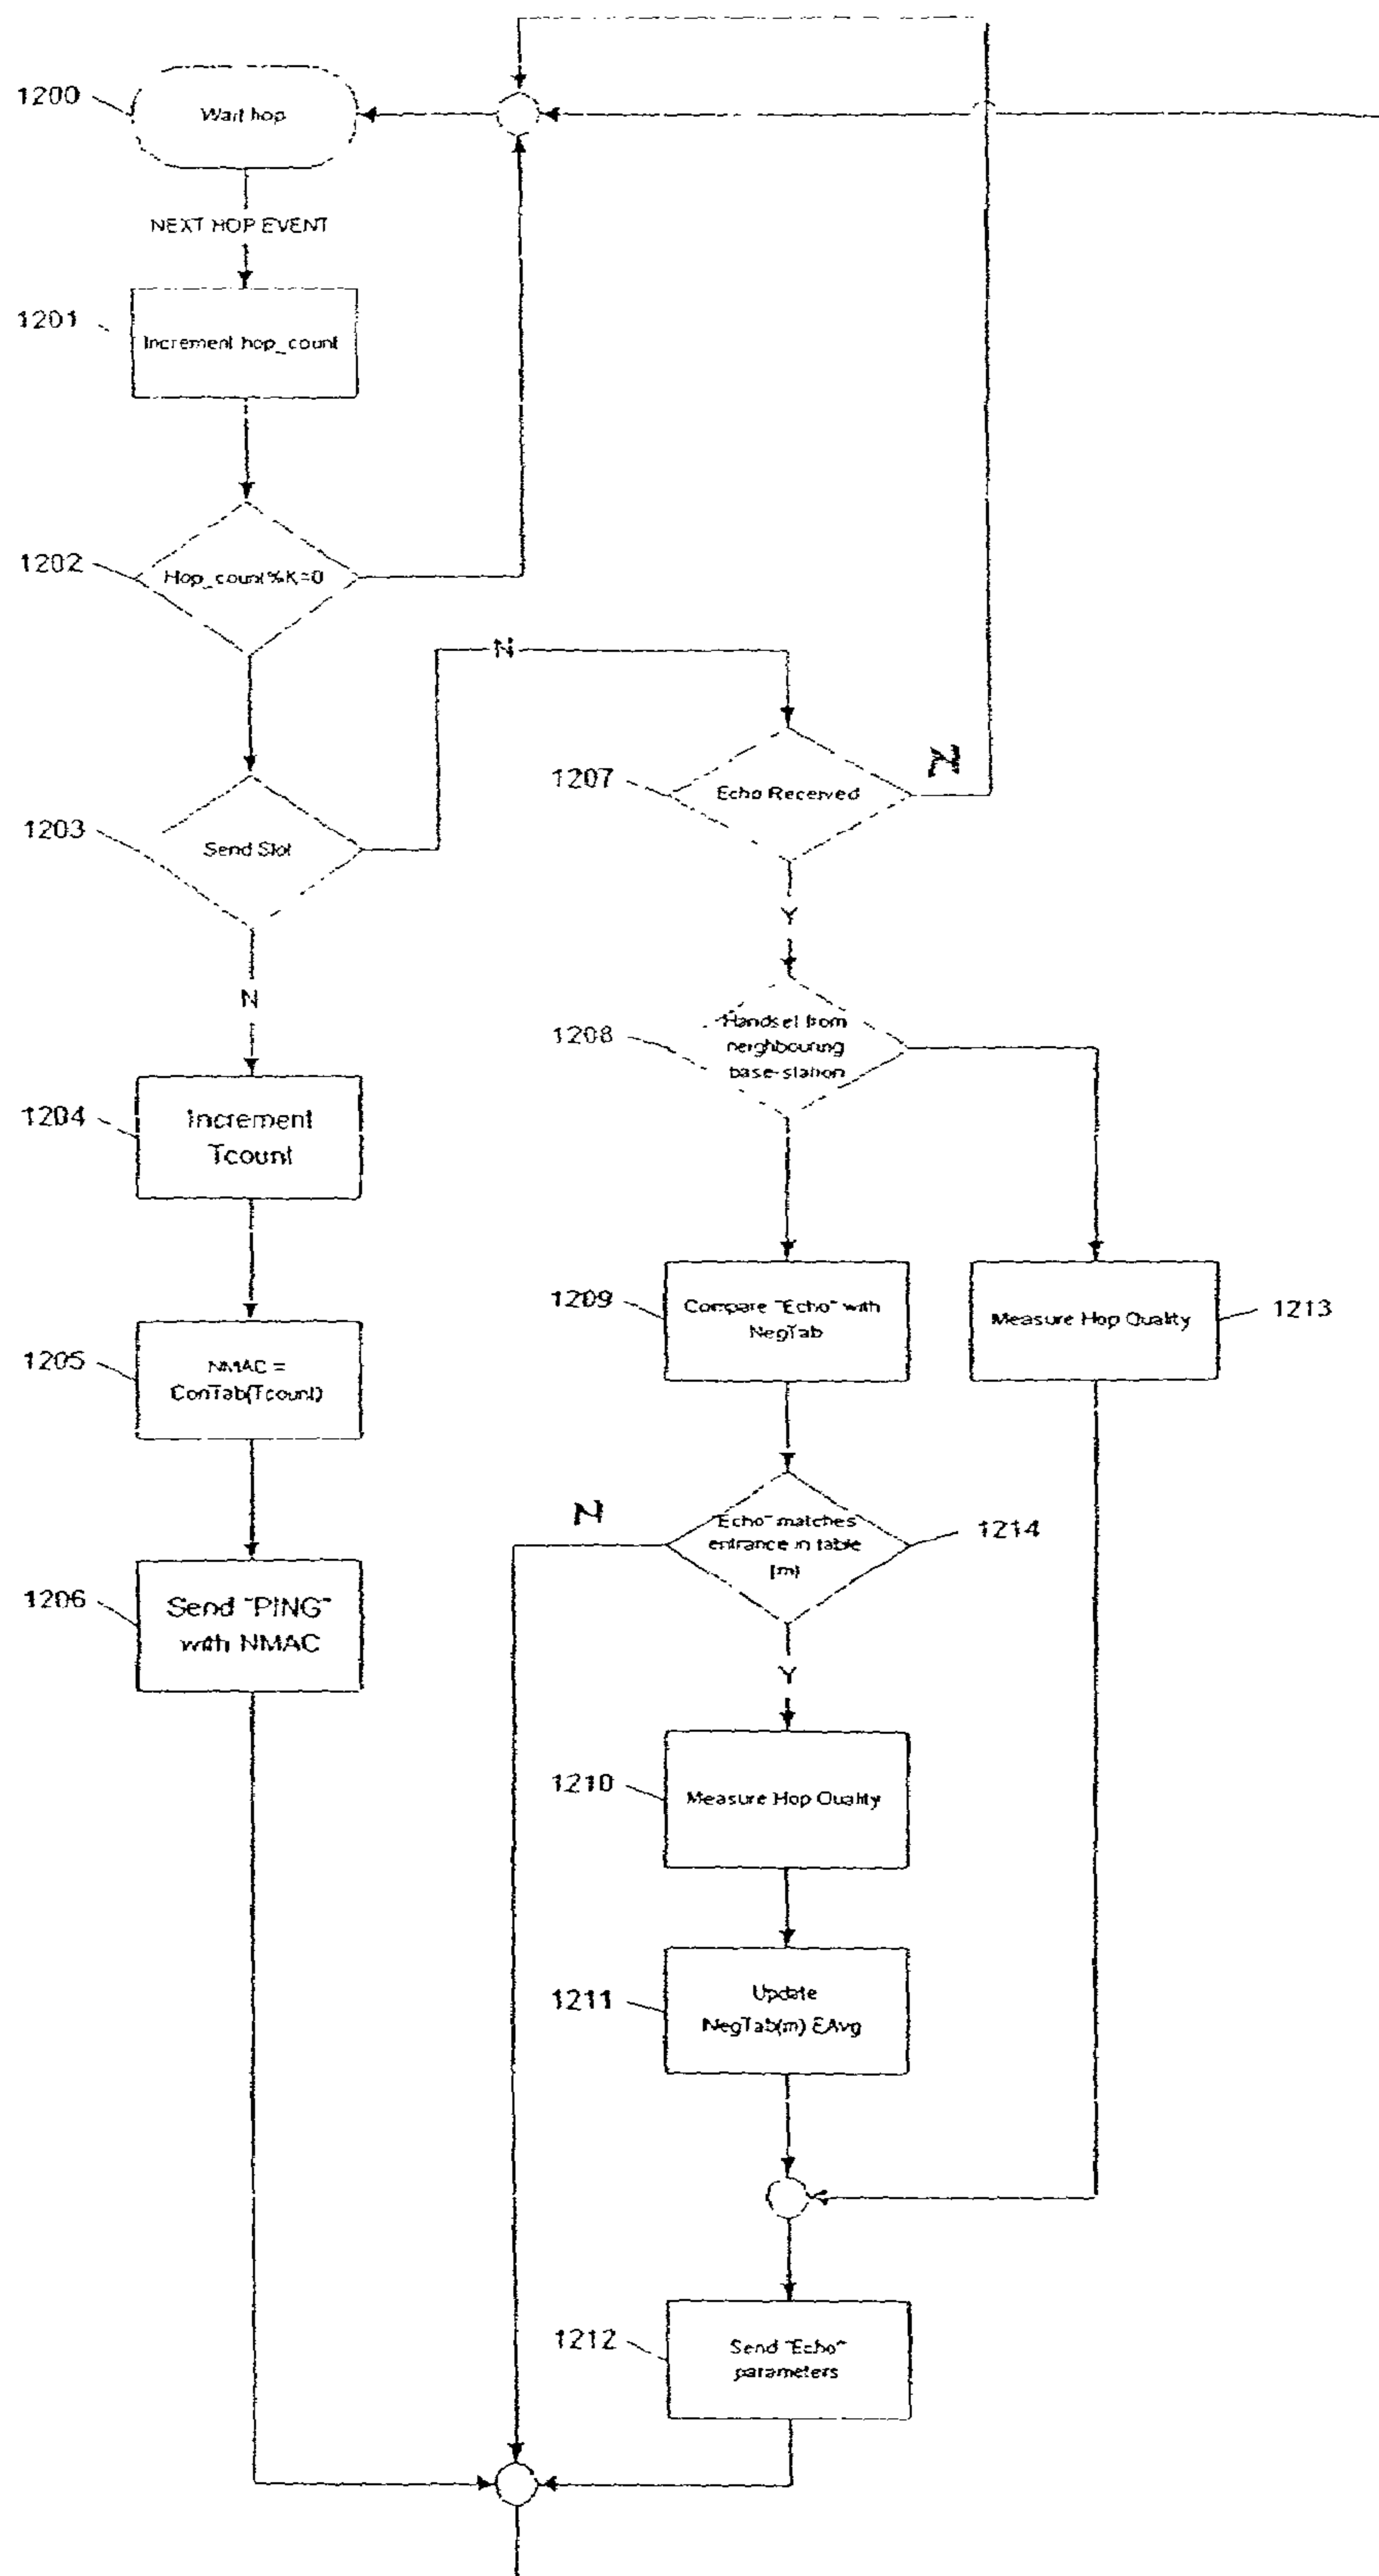 1200
Wait hop
NEXT HOP EVENT
1201
Increment hop_count
1202
Hop_count%K=0
N
1207
Echo Received
N
1203
Send Slot
Y
N
1208
Handset from
neighbouring
base-station
1204
Increment
Tcount
1209
Compare "Echo" with
NegTab
Measure Hop Quality
1213
1205
NMAC =
ConTab(Tcount)
N
"Echo" matches
entrance in table
[m]
1214
1206
Send "PING"
with NMAC
Y
1210
Measure Hop Quality
1211
Update
NegTab(m) EAvg
1212
Send "Echo"
parameters